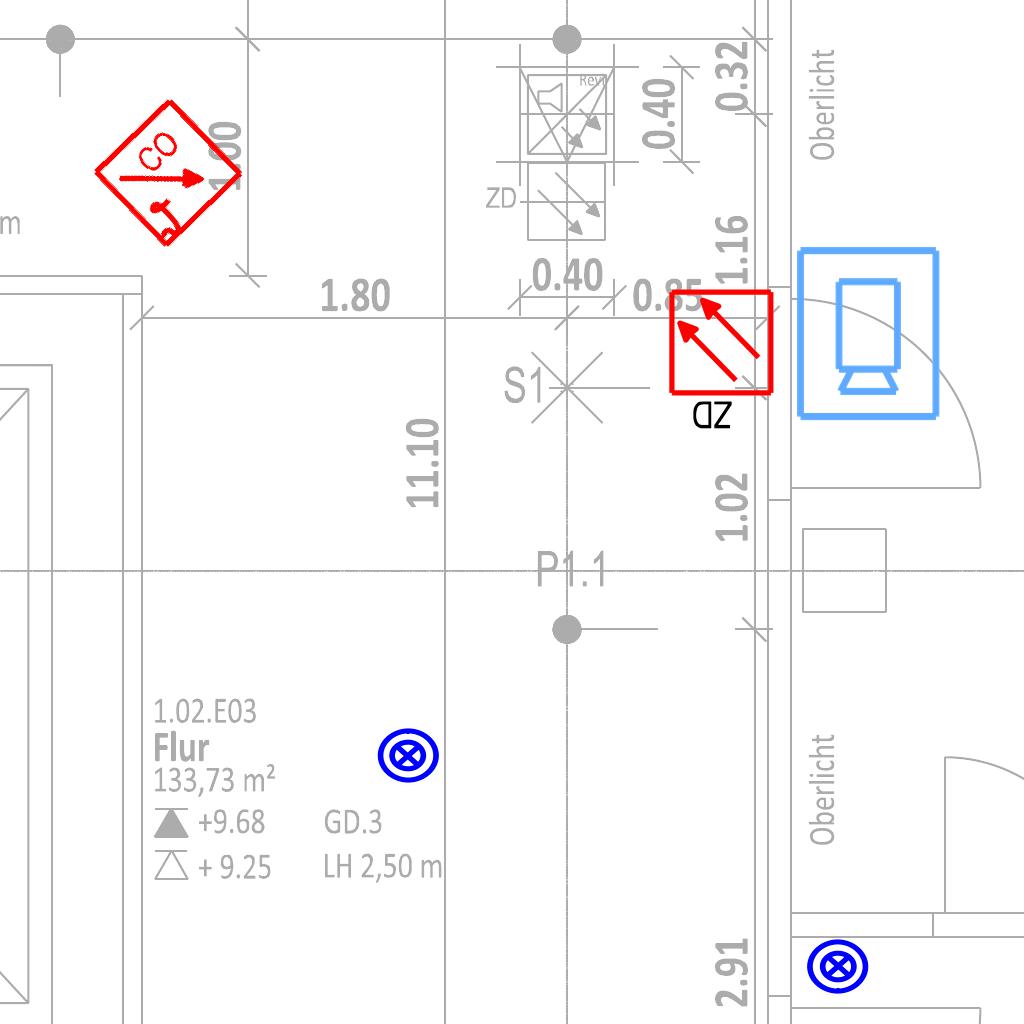 0.32
Oberlicht
Rev.
0.40
CO
1.00
m
ZD
1.16
0.40
1.80
0.85
S1
ZD
11.10
1.02
P1.1
1.02.E03
Flur
133,73 m²
+9.68 GD.3
+ 9.25 LH 2,50 m
Oberlicht
2.91